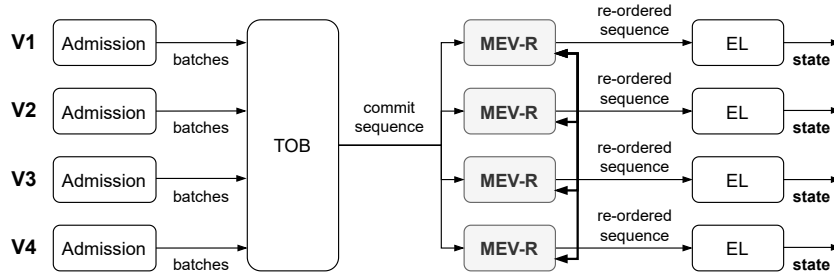 V1
Admission
batches
V2
Admission
batches
V3
Admission
batches
V4
Admission
batches
TOB
commit
sequence
MEV-R
re-ordered
sequence
EL
state
MEV-R
re-ordered
sequence
EL
state
MEV-R
re-ordered
sequence
EL
state
MEV-R
re-ordered
sequence
EL
state